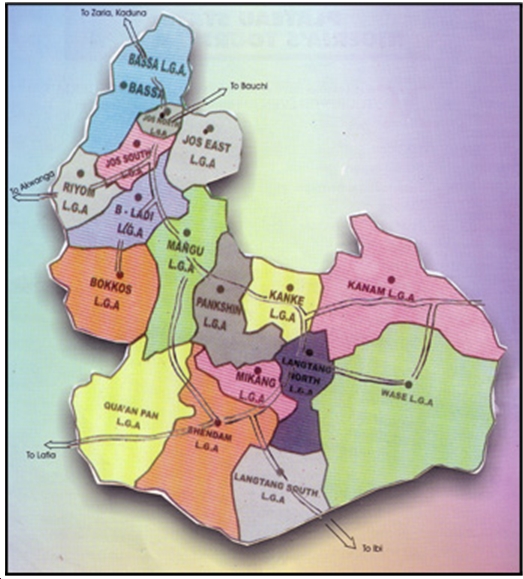 To Zaria, Kaduna
BASSA L.G.A.
BASSA
To Bauchi
JOS NORTH
L.G.A
JOS EAST
L.G.A
JOS SOUTH
L.G.A
To Akwanga
RIYOM
L.G.A
B - LADI
L/G.A
MANGU
L.G.A
BOKKOS
L.G.A
PANKSHIN
L.G.A
KANKE
L.G.A
KANAM L.G.A
LANGTANG
NORTH
L.G.A
MIKANG
L.G.A
WASE L.G.A
QUA'AN PAN
L.G.A
SHENDAM
L.G.A
To Lafia
LANGTANG SOUTH
L.G.A
To Ibi